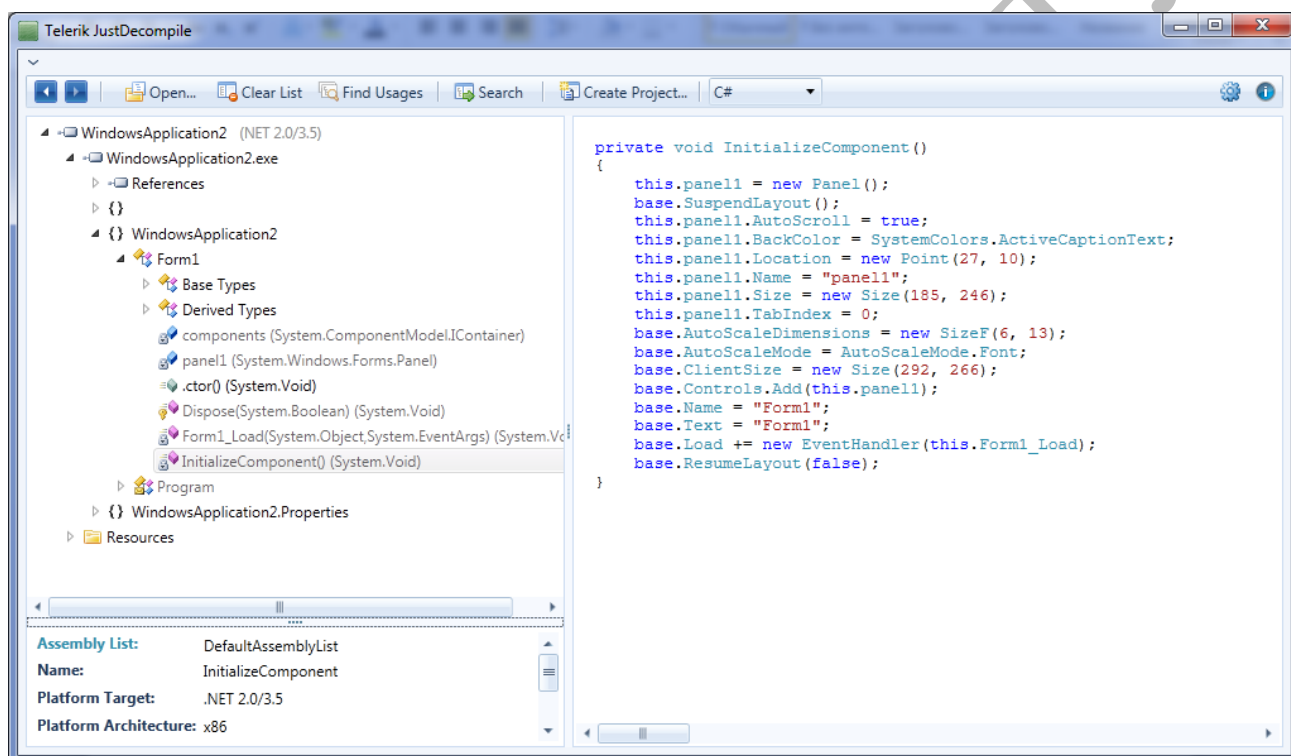 Telerik JustDecompile
Open... Clear List Find Usages Search Create Project... C#
WindowsApplication2 (NET 2.0/3.5)
WindowsApplication2.exe
References
{}
{} WindowsApplication2
Form1
Base Types
Derived Types
components (System.ComponentModel.IContainer)
panel1 (System.Windows.Forms.Panel)
.ctor() (System.Void)
Dispose(System.Boolean) (System.Void)
Form1_Load(System.Object,System.EventArgs) (System.Vo
InitializeComponent() (System.Void)
Program
{} WindowsApplication2.Properties
Resources
Assembly List: DefaultAssemblyList
Name: InitializeComponent
Platform Target: .NET 2.0/3.5
Platform Architecture: x86
private void InitializeComponent()
{
this.panel1 = new Panel();
base.SuspendLayout();
this.panel1.AutoScroll = true;
this.panel1.BackColor = SystemColors.ActiveCaptionText;
this.panel1.Location = new Point(27, 10);
this.panel1.Name = "panel1";
this.panel1.Size = new Size(185, 246);
this.panel1.TabIndex = 0;
base.AutoScaleDimensions = new SizeF(6, 13);
base.AutoScaleMode = AutoScaleMode.Font;
base.ClientSize = new Size(292, 266);
base.Controls.Add(this.panel1);
base.Name = "Form1";
base.Text = "Form1";
base.Load += new EventHandler(this.Form1_Load);
base.ResumeLayout(false);
}